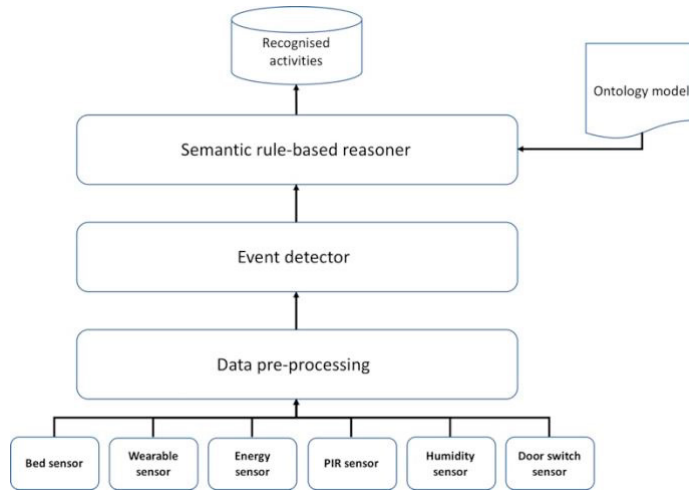 Recognised
activities
Ontology model
Semantic rule-based reasoner
Event detector
Data pre-processing
Bed sensor
Wearable
sensor
Energy
sensor
PIR sensor
Humidity
sensor
Door switch
sensor